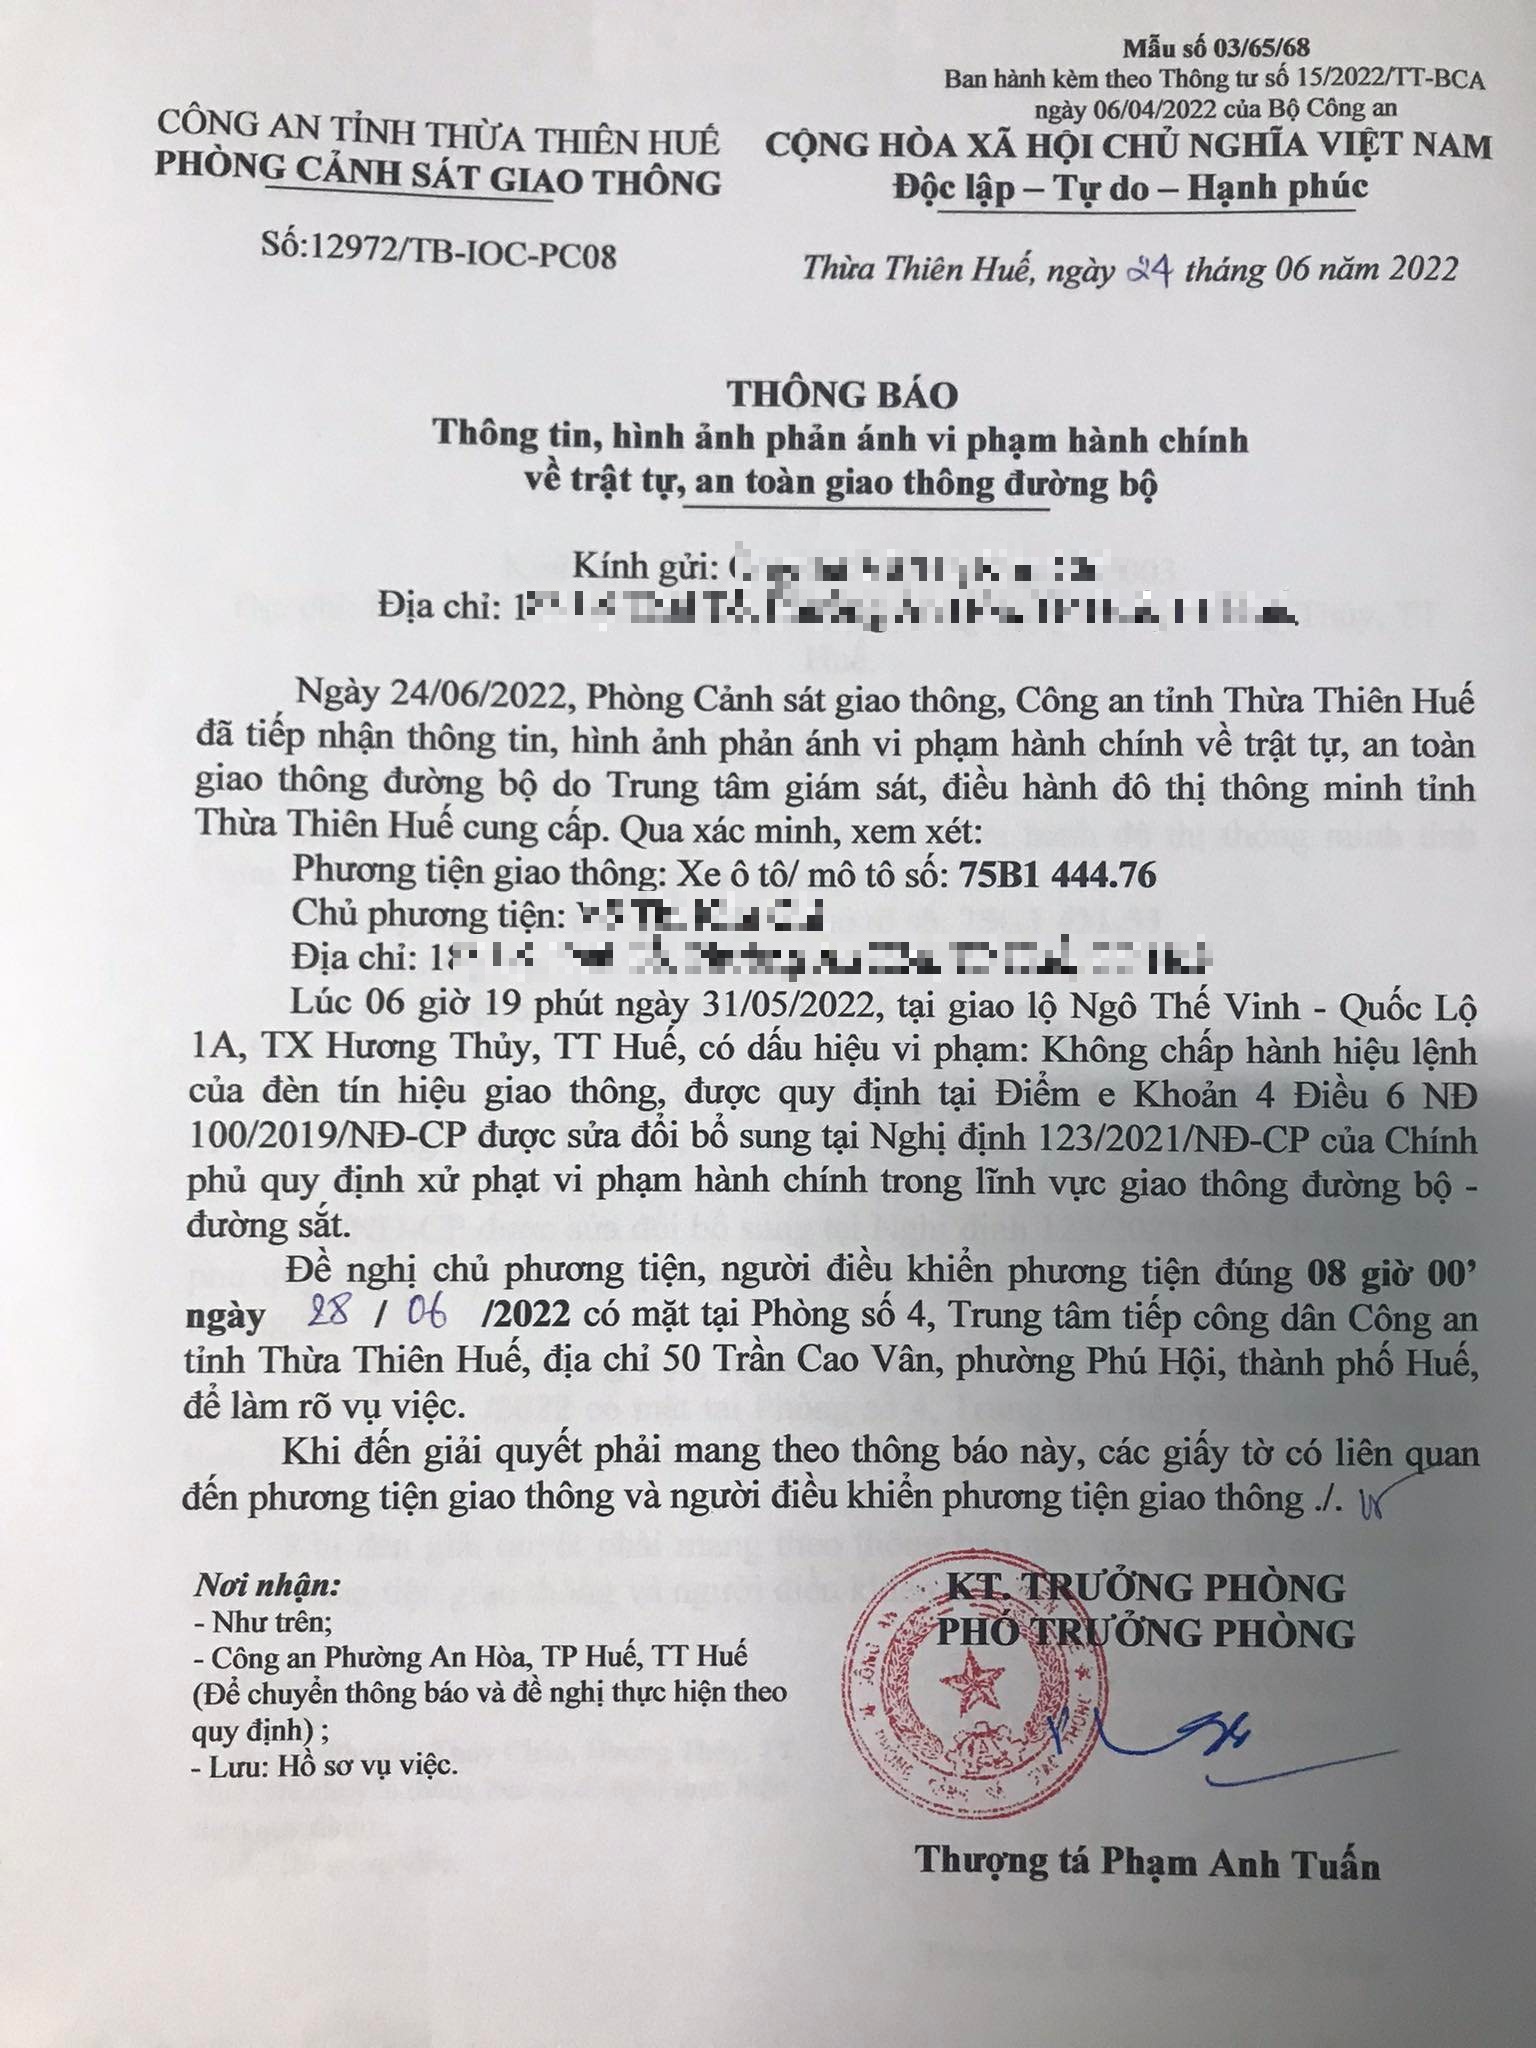 Mẫu số 03/65/68
Ban hành kèm theo Thông tư số 15/2022/TT-BCA
ngày 06/04/2022 của Bộ Công an
CÔNG AN TỈNH THỪA THIÊN HUẾ
PHÒNG CẢNH SÁT GIAO THÔNG
CỘNG HÒA XÃ HỘI CHỦ NGHĨA VIỆT NAM
Độc lập – Tự do – Hạnh phúc
Số:12972/TB-IOC-PC08
Thừa Thiên Huế, ngày 24 tháng 06 năm 2022
THÔNG BÁO
Thông tin, hình ảnh phản ánh vi phạm hành chính
về trật tự, an toàn giao thông đường bộ
Kính gửi:
Địa chỉ:
Ngày 24/06/2022, Phòng Cảnh sát giao thông, Công an tỉnh Thừa Thiên Huế
đã tiếp nhận thông tin, hình ảnh phản ánh vi phạm hành chính về trật tự, an toàn
giao thông đường bộ do Trung tâm giám sát, điều hành đô thị thông minh tỉnh
Thừa Thiên Huế cung cấp. Qua xác minh, xem xét:
Phương tiện giao thông: Xe ô tô/ mô tô số: 75B1 444.76
Chủ phương tiện:
Địa chỉ:
Lúc 06 giờ 19 phút ngày 31/05/2022, tại giao lộ Ngô Thế Vinh - Quốc Lộ
1A, TX Hương Thủy, TT Huế, có dấu hiệu vi phạm: Không chấp hành hiệu lệnh
của đèn tín hiệu giao thông, được quy định tại Điểm e Khoản 4 Điều 6 NĐ
100/2019/NĐ-CP được sửa đổi bổ sung tại Nghị định 123/2021/NĐ-CP của Chính
phủ quy định xử phạt vi phạm hành chính trong lĩnh vực giao thông đường bộ -
đường sắt.
Đề nghị chủ phương tiện, người điều khiển phương tiện đúng 08 giờ 00’
ngày 28 / 06 /2022 có mặt tại Phòng số 4, Trung tâm tiếp công dân Công an
tỉnh Thừa Thiên Huế, địa chỉ 50 Trần Cao Vân, phường Phú Hội, thành phố Huế,
để làm rõ vụ việc.
Khi đến giải quyết phải mang theo thông báo này, các giấy tờ có liên quan
đến phương tiện giao thông và người điều khiển phương tiện giao thông ./.
Nơi nhận:
- Như trên;
- Công an Phường An Hòa, TP Huế, TT Huế
(Để chuyển thông báo và đề nghị thực hiện theo
quy định) ;
- Lưu: Hồ sơ vụ việc.
KT. TRƯỞNG PHÒNG
PHÓ TRƯỞNG PHÒNG
Thượng tá Phạm Anh Tuấn